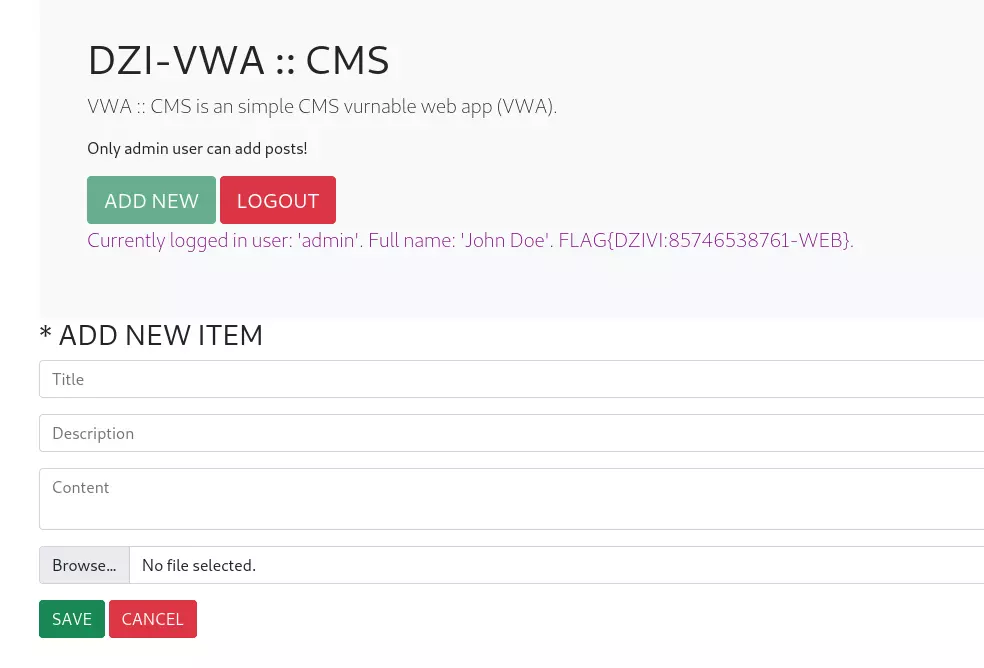 DZI-VWA :: CMS
VWA :: CMS is an simple CMS vurnable web app (VWA).
Only admin user can add posts!
ADD NEW LOGOUT
Currently logged in user: 'admin'. Full name: 'John Doe'. FLAG{DZIVI:85746538761-WEB}.
* ADD NEW ITEM
Title
Description
Content
Browse... No file selected.
SAVE CANCEL